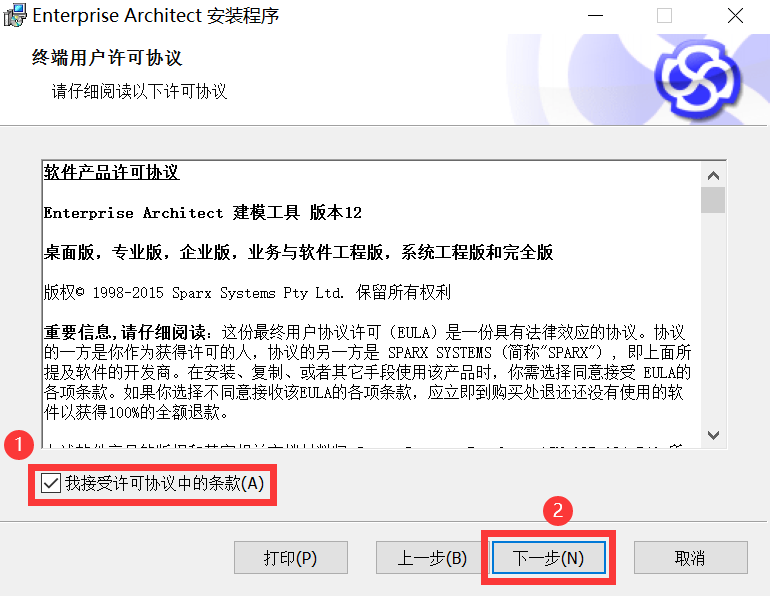 Enterprise Architect 安装程序
终端用户许可协议
请仔细阅读以下许可协议
软件产品许可协议
Enterprise Architect 建模工具 版本12
桌面版，专业版，企业版，业务与软件工程版，系统工程版和完全版
版权© 1998-2015 Sparx Systems Pty Ltd. 保留所有权利
重要信息,请仔细阅读：这份最终用户协议许可（EULA）是一份具有法律效应的协议。协议
的一方是你作为获得许可的人，协议的另一方是 SPARX SYSTEMS（简称"SPARX"），即上面所
提及软件的开发商。在安装、复制、或者其它手段使用该产品时，你需选择同意接受 EULA的
各项条款。如果你选择不同意接收该EULA的各项条款，应立即到购买处退还还没有使用的软
件以获得100%的全额退款。
1
我接受许可协议中的条款(A)
2
打印(P)
上一步(B)
下一步(N)
取消